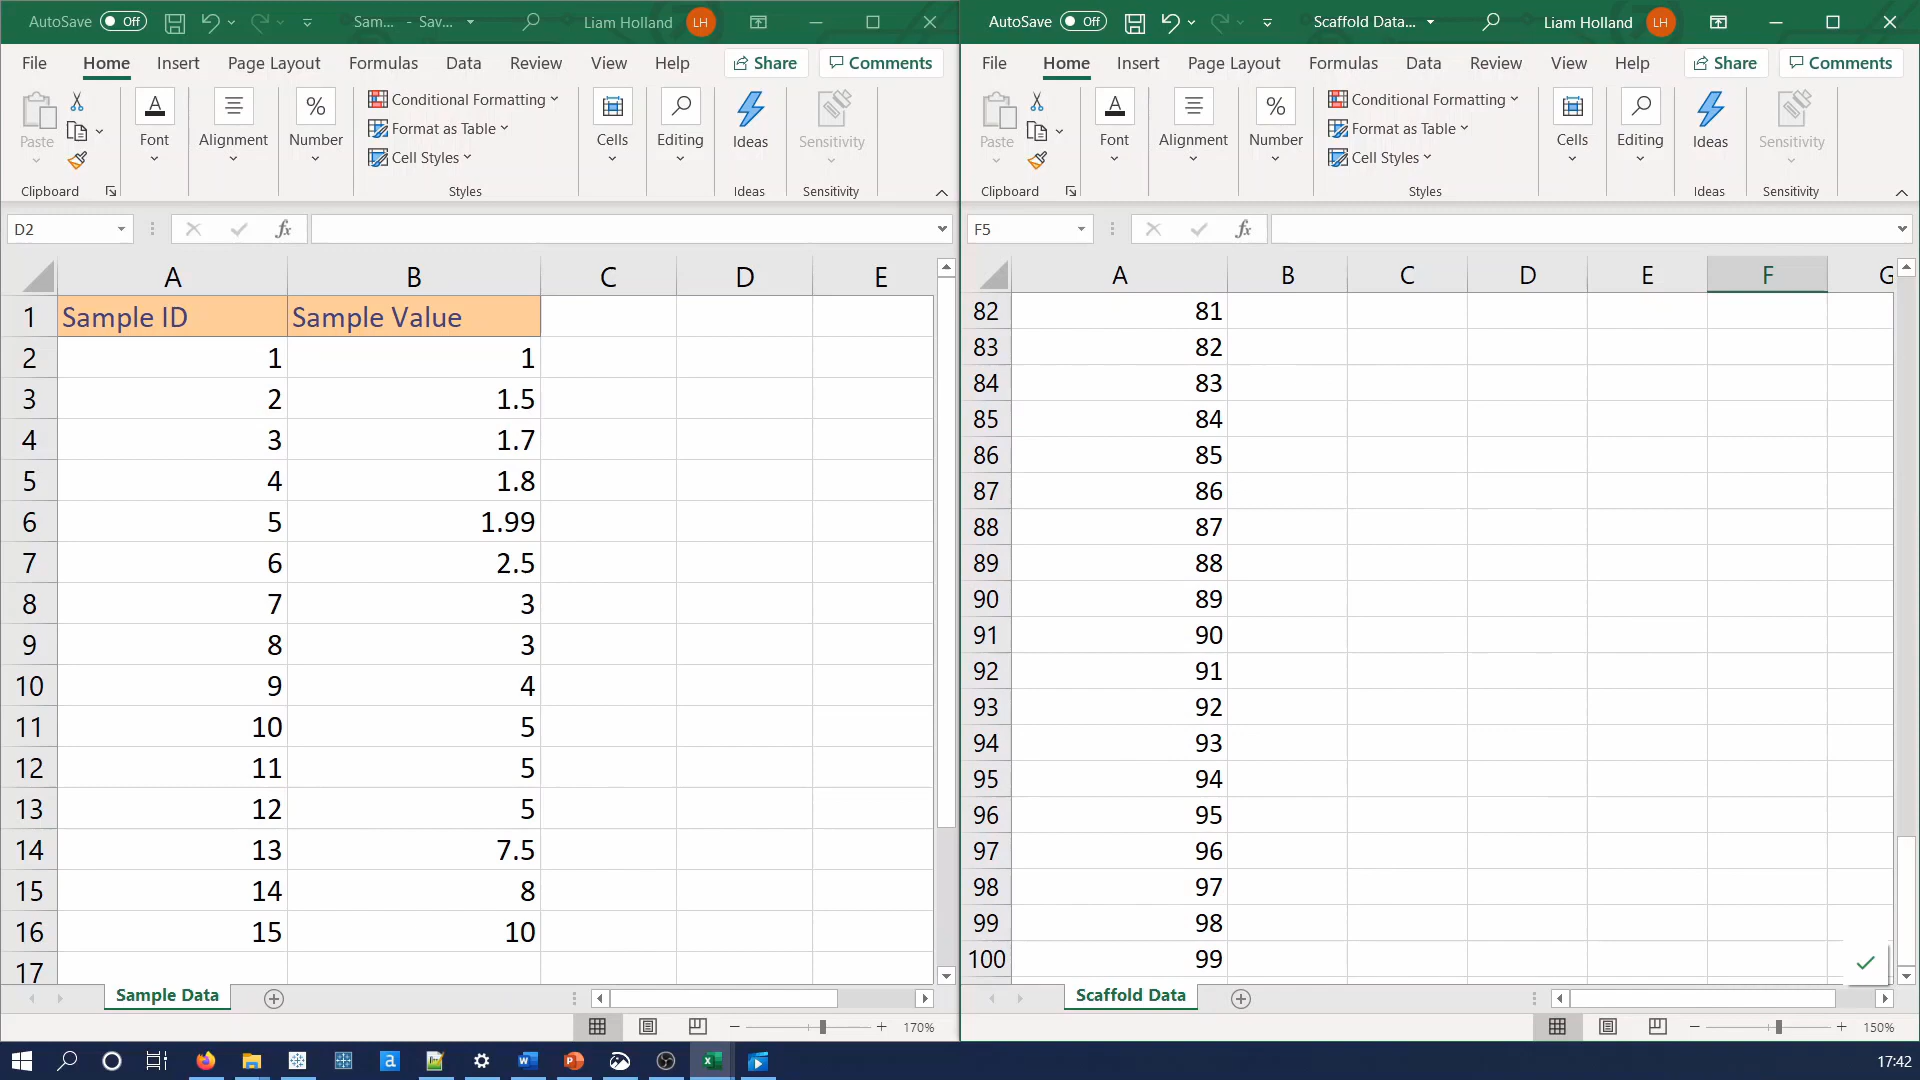 AutoSave Off Sam... - Sav... Liam Holland LH
File Home Insert Page Layout Formulas Data Review View Help Share Comments
Paste Font Alignment % Number Conditional Formatting Format as Table Cell Styles Cells Editing Ideas Sensitivity
Clipboard Styles Ideas Sensitivity
D2 fx
A B C D E
1 Sample ID Sample Value
2 1 1
3 2 1.5
4 3 1.7
5 4 1.8
6 5 1.99
7 6 2.5
8 7 3
9 8 3
10 9 4
11 10 5
12 11 5
13 12 5
14 13 7.5
15 14 8
16 15 10
17
Sample Data
170%
AutoSave Off Scaffold Data... Liam Holland LH
File Home Insert Page Layout Formulas Data Review View Help Share Comments
Paste Font Alignment % Number Conditional Formatting Format as Table Cell Styles Cells Editing Ideas Sensitivity
Clipboard Styles Ideas Sensitivity
F5 fx
A B C D E F G
82 81
83 82
84 83
85 84
86 85
87 86
88 87
89 88
90 89
91 90
92 91
93 92
94 93
95 94
96 95
97 96
98 97
99 98
100 99
Scaffold Data
150%
17:42